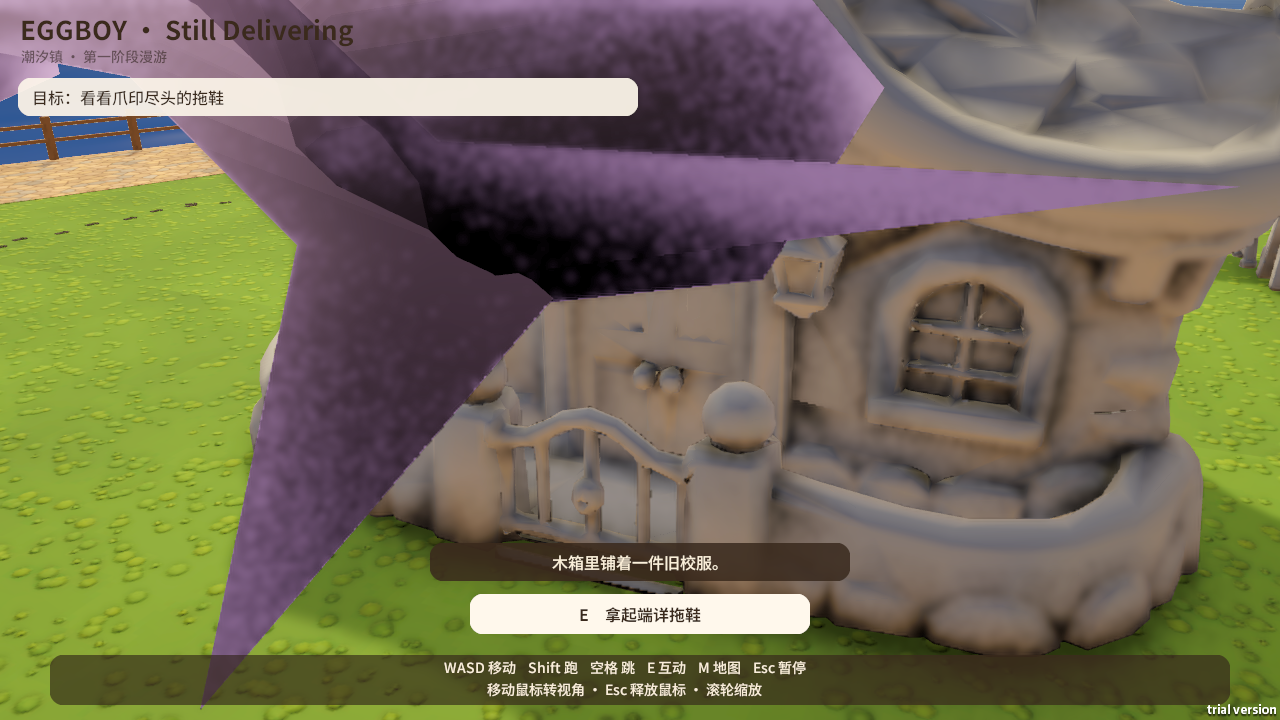 EGGBOY · Still Delivering
潮汐镇 · 第一阶段漫游
目标：看看爪印尽头的拖鞋
木箱里铺着一件旧校服。
E 拿起端详拖鞋
WASD 移动 Shift 跑 空格 跳 E 互动 M 地图 Esc 暂停
移动鼠标转视角 · Esc 释放鼠标 · 滚轮缩放
trial version